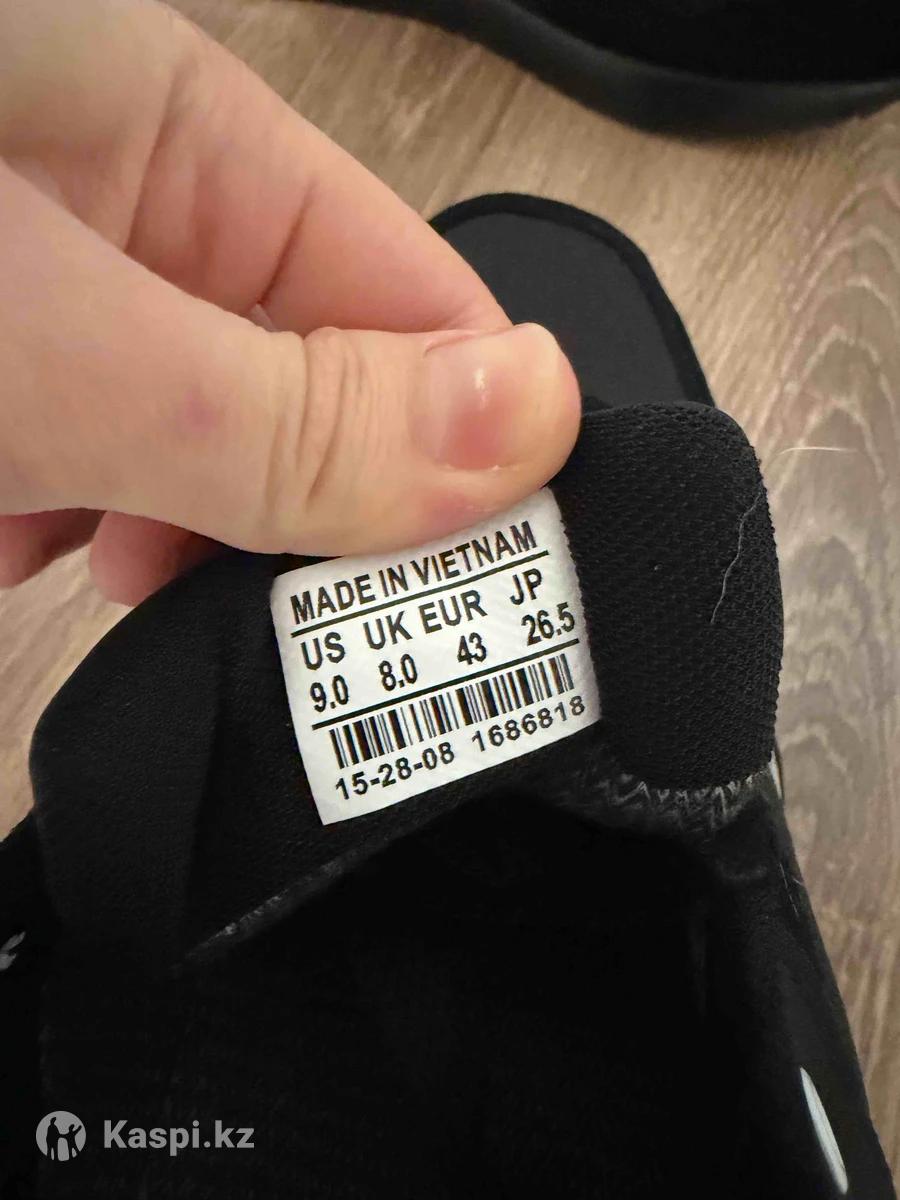 MADE IN VIETNAM
US UK EUR JP
9.0 8.0 43 26.5
15-28-08 1686818
Kaspi.kz